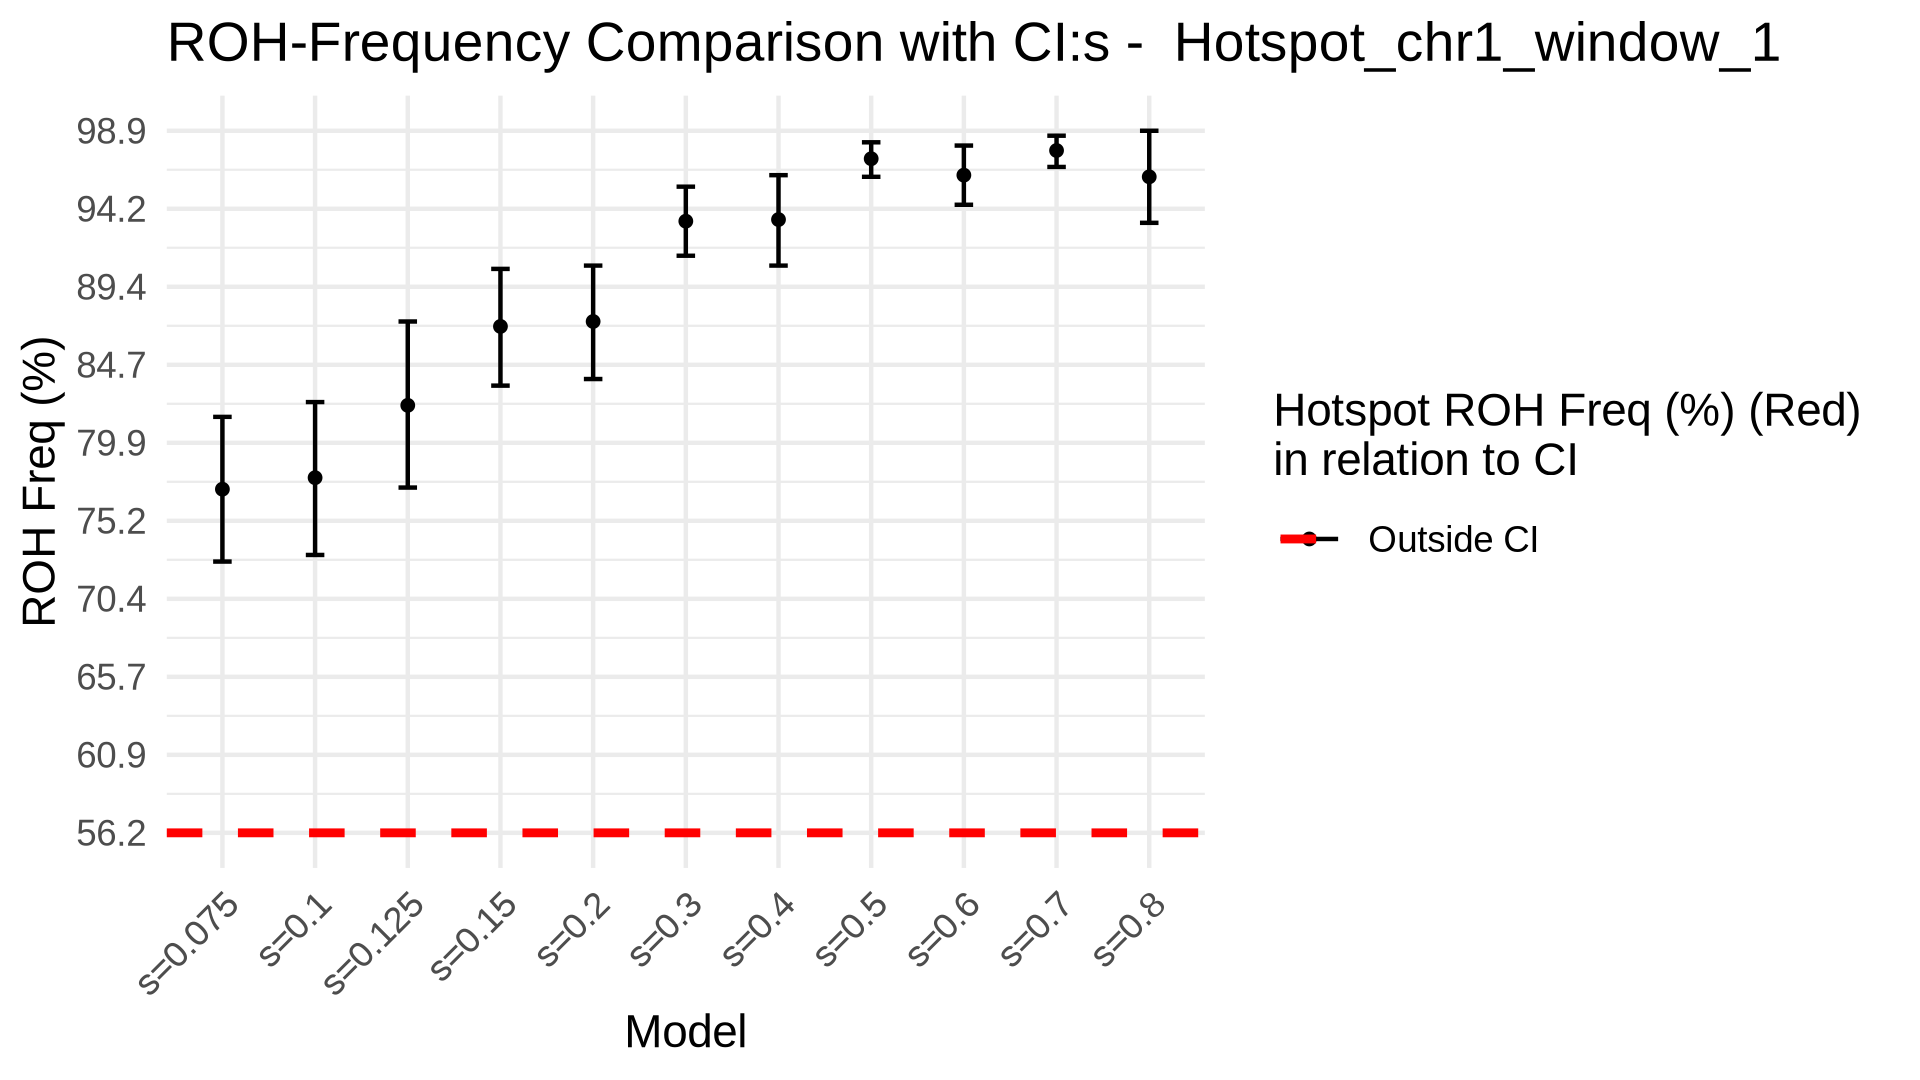 ROH-Frequency Comparison with CI:s -  Hotspot_chr1_window_1
ROH Freq (%)
98.9
94.2
89.4
84.7
79.9
75.2
70.4
65.7
60.9
56.2
s=0.075
s=0.1
s=0.125
s=0.15
s=0.2
s=0.3
s=0.4
s=0.5
s=0.6
s=0.7
s=0.8
Model
Hotspot ROH Freq (%) (Red)
in relation to CI
Outside CI